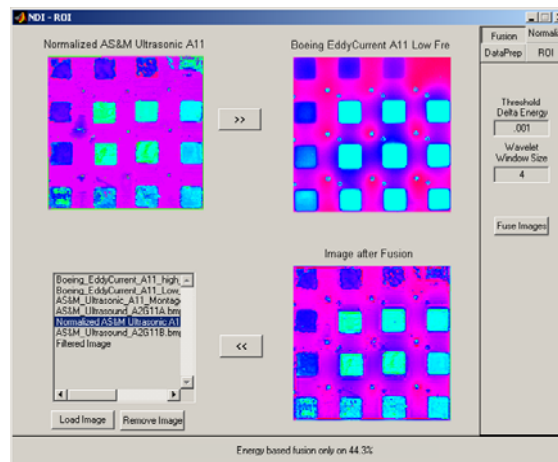 NDI - ROI
Normalized AS&M Ultrasonic A11
Boeing EddyCurrent A11 Low Fre
Fusion
Normali
DataPrep
ROI
>>
Threshold
Delta Energy
.001
Wavelet
Window Size
4
Fuse Images
Image after Fusion
Boeing_EddyCurrent_A11_high_
Boeing_EddyCurrent_A11_Low_
AS&M_Ultrasonic_A11_Montag
AS&M_Ultrasound_A2G11A.bmp
Normalized AS&M Ultrasonic A11
AS&M_Ultrasound_A2G11B.bmp
Filtered Image
<<
Load Image
Remove Image
Energy based fusion only on 44.3%